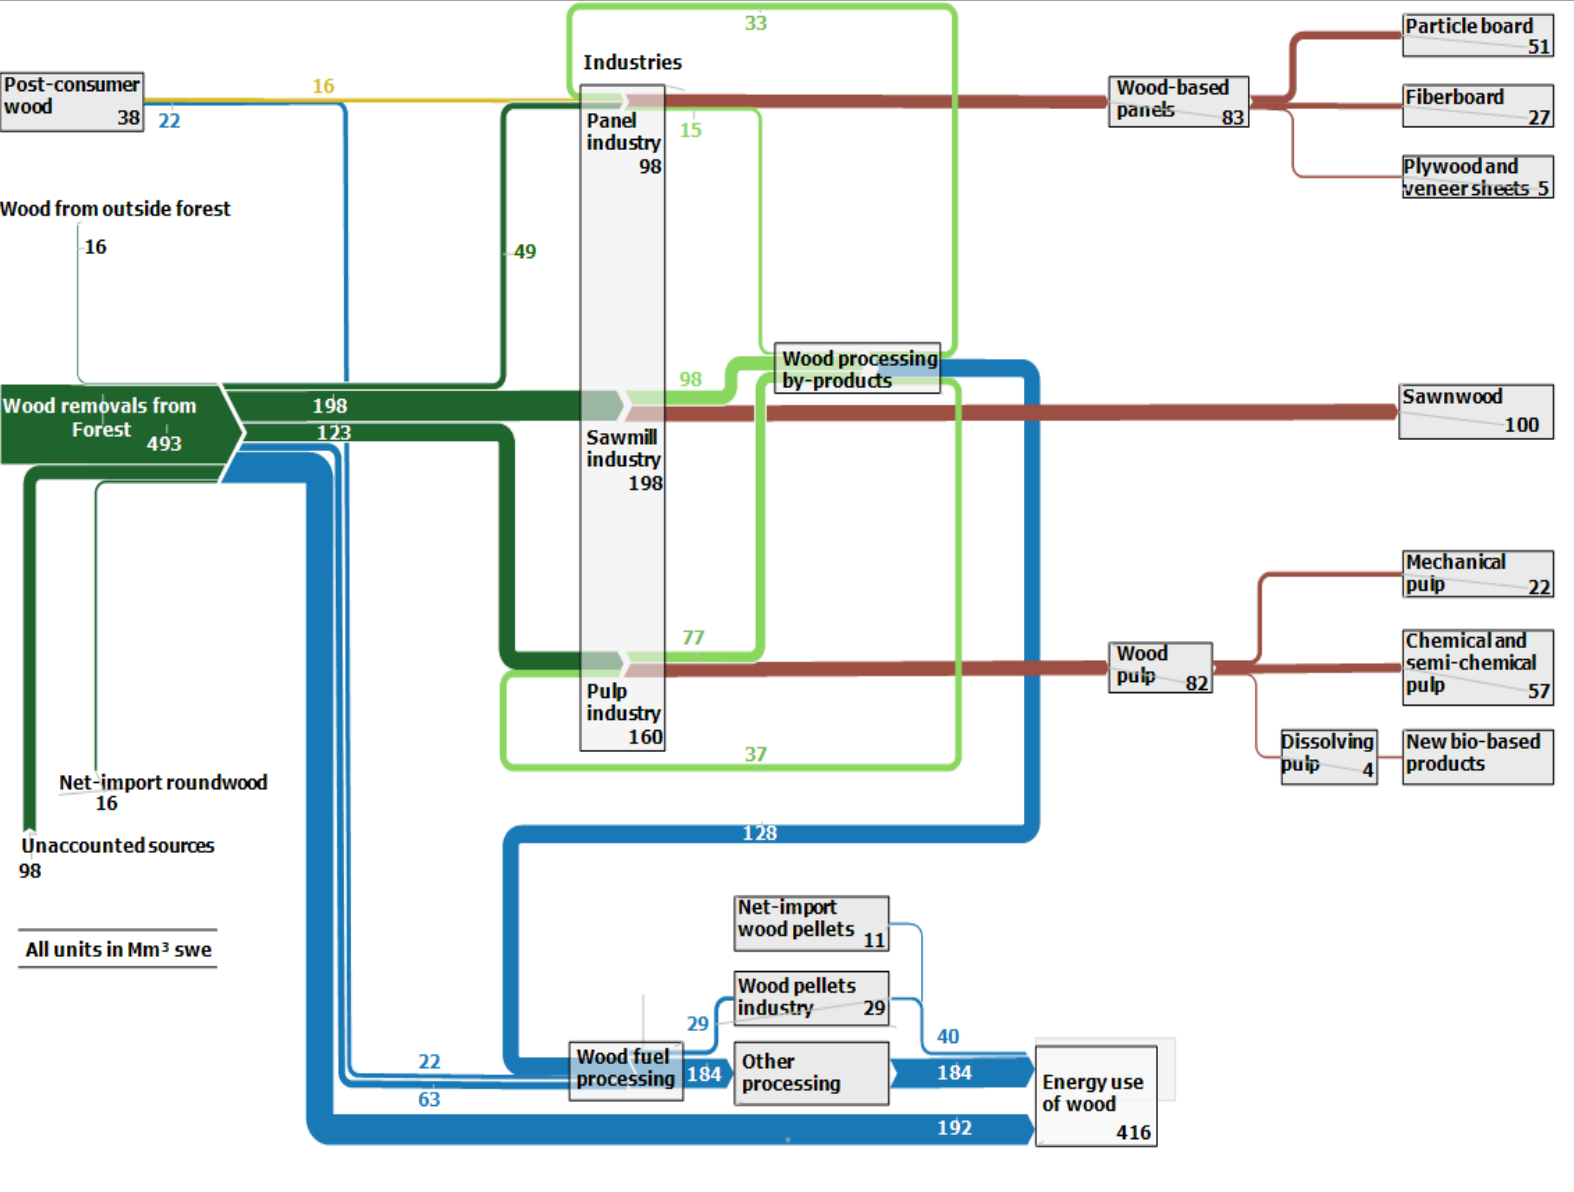 33
Industries
Particle board
51
Post-consumer
wood
38
16
22
Panel
industry
98
15
Wood-based
panels
83
Fiberboard
27
Plywood and
veneer sheets 5
Wood from outside forest
16
49
Wood processing
by-products
98
Wood removals from
Forest
493
198
123
Sawmill
industry
198
Sawnwood
100
Mechanical
pulp
22
77
Wood
pulp
82
Chemical and
semi-chemical
pulp
57
Pulp
industry
160
37
Dissolving
pulp
4
New bio-based
products
Net-import roundwood
16
Unaccounted sources
98
128
All units in Mm³ swe
Net-import
wood pellets
11
Wood pellets
industry
29
29
40
22
63
Wood fuel
processing
184
Other
processing
184
192
Energy use
of wood
416